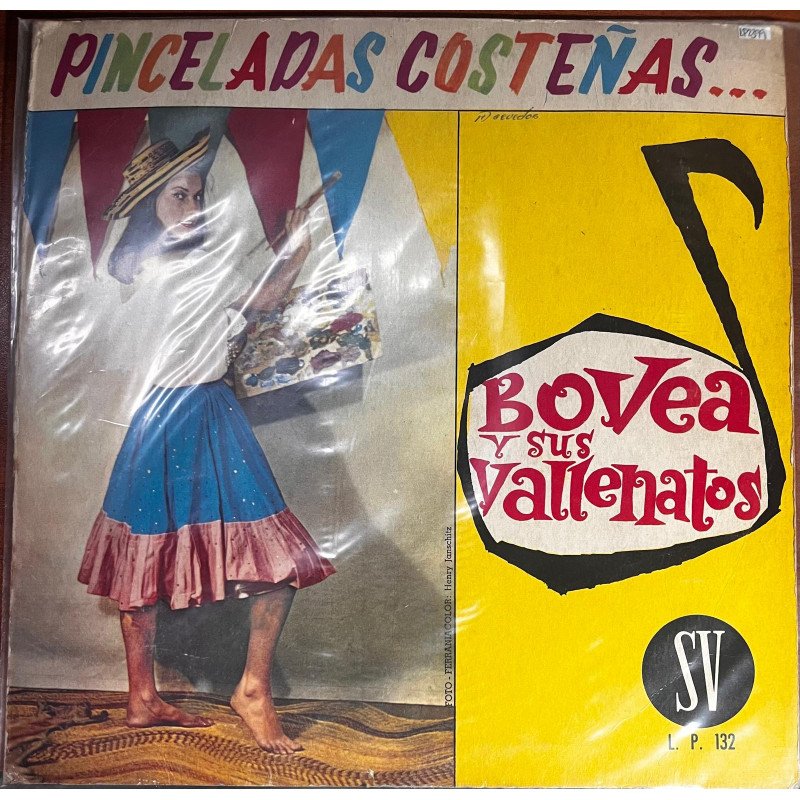 PINCELADAS COSTEÑAS...
BOVEA
Y SUS
VALLENATOS
FOTO - FERRANIACOLOR: Henry Janschitz
SV
L. P. 132